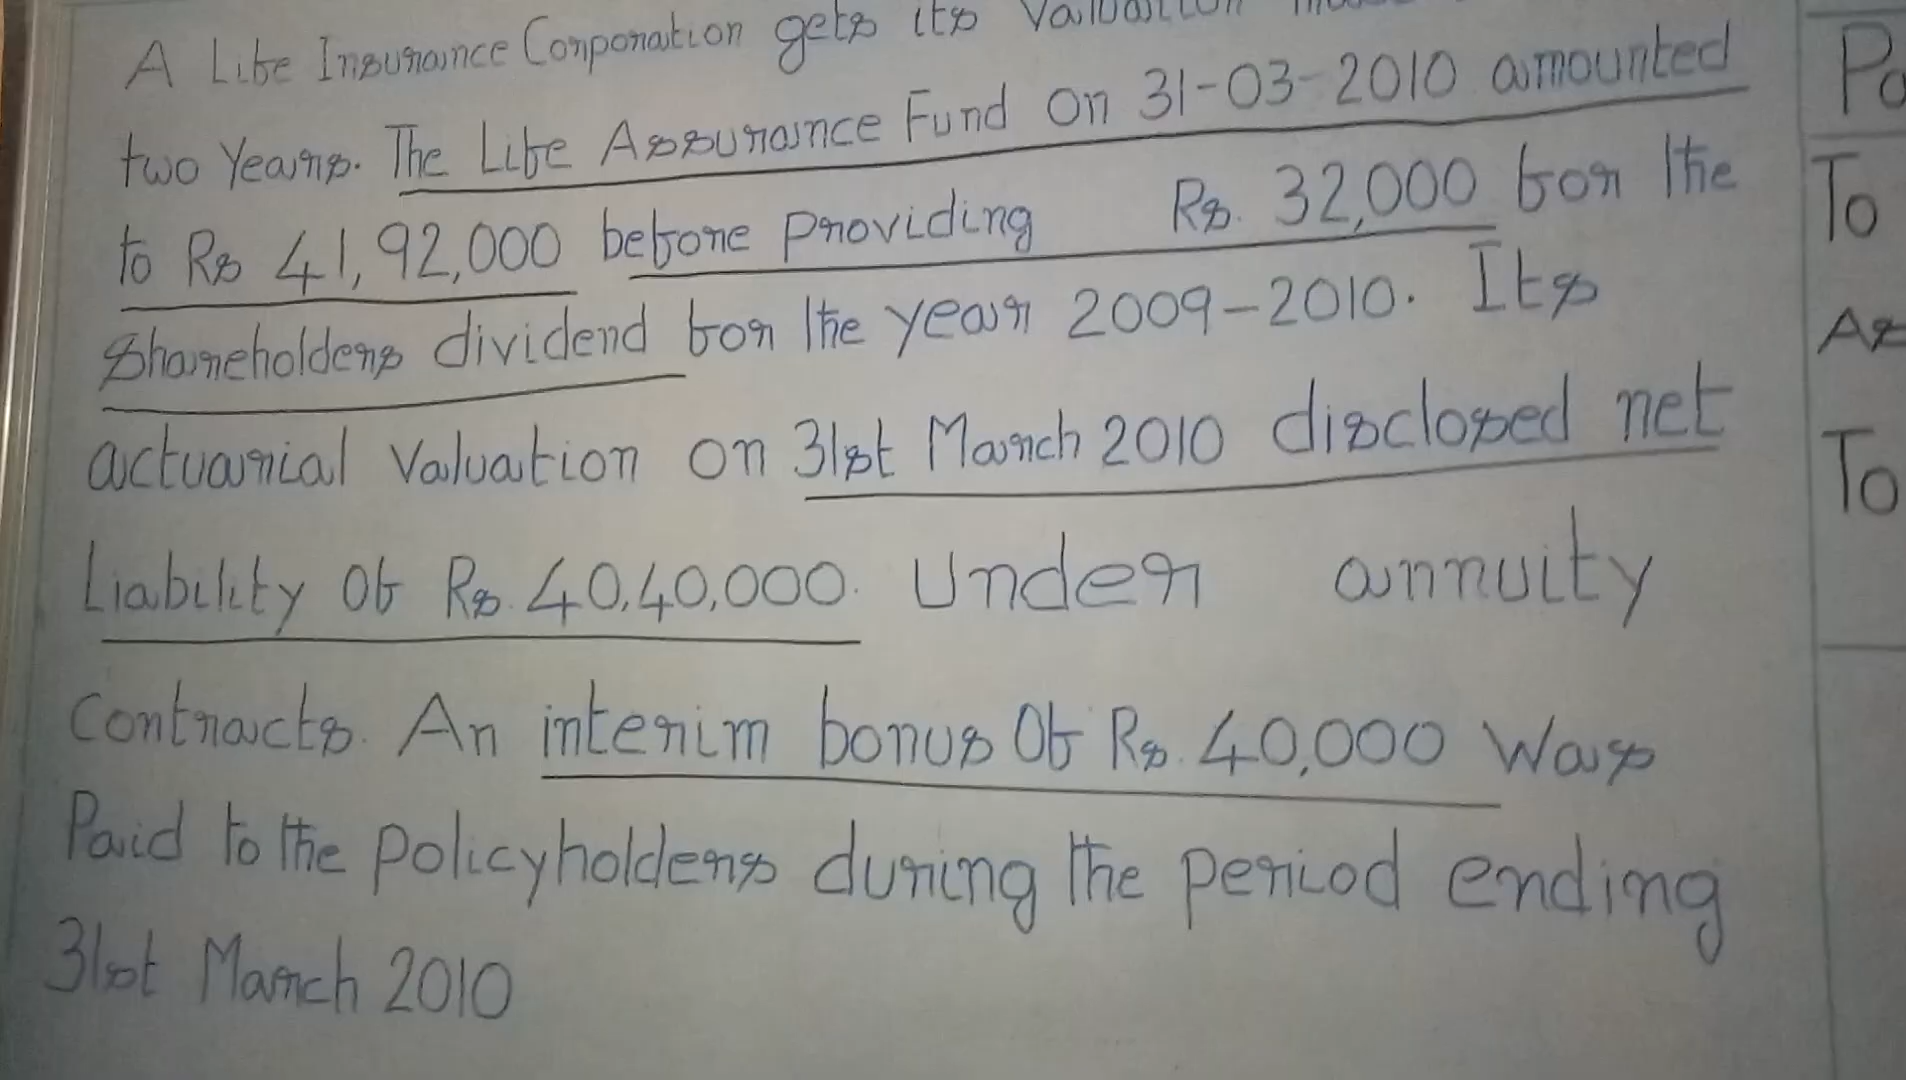 A Life Insurance Corporation gets its Valuation
two Years. The Life Assurance Fund on 31-03-2010 amounted
to Rs 41,92,000 before Providing Rs. 32,000 for the
Shareholders dividend for the year 2009-2010. Its
actuarial Valuation on 31st March 2010 disclosed net
Liability of Rs. 40,40,000. Under annuity
Contracts. An interim bonus Of Rs. 40,000 Was
Paid to the Policyholders during the period ending
31st March 2010
To
To